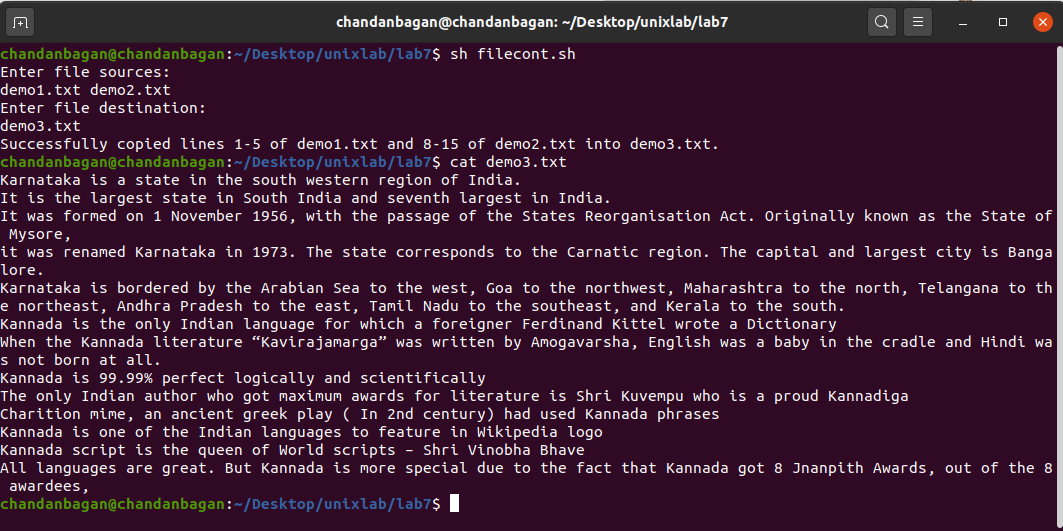 chandanbagan@chandanbagan: ~/Desktop/unixlab/lab7
chandanbagan@chandanbagan:~/Desktop/unixlab/lab7$ sh filecont.sh
Enter file sources:
demo1.txt demo2.txt
Enter file destination:
demo3.txt
Successfully copied lines 1-5 of demo1.txt and 8-15 of demo2.txt into demo3.txt.
chandanbagan@chandanbagan:~/Desktop/unixlab/lab7$ cat demo3.txt
Karnataka is a state in the south western region of India.
It is the largest state in South India and seventh largest in India.
It was formed on 1 November 1956, with the passage of the States Reorganisation Act. Originally known as the State of
 Mysore,
it was renamed Karnataka in 1973. The state corresponds to the Carnatic region. The capital and largest city is Banga
lore.
Karnataka is bordered by the Arabian Sea to the west, Goa to the northwest, Maharashtra to the north, Telangana to th
e northeast, Andhra Pradesh to the east, Tamil Nadu to the southeast, and Kerala to the south.
Kannada is the only Indian language for which a foreigner Ferdinand Kittel wrote a Dictionary
When the Kannada literature “Kavirajamarga” was written by Amogavarsha, English was a baby in the cradle and Hindi wa
s not born at all.
Kannada is 99.99% perfect logically and scientifically
The only Indian author who got maximum awards for literature is Shri Kuvempu who is a proud Kannadiga
Charition mime, an ancient greek play ( In 2nd century) had used Kannada phrases
Kannada is one of the Indian languages to feature in Wikipedia logo
Kannada script is the queen of World scripts – Shri Vinobha Bhave
All languages are great. But Kannada is more special due to the fact that Kannada got 8 Jnanpith Awards, out of the 8
 awardees,
chandanbagan@chandanbagan:~/Desktop/unixlab/lab7$